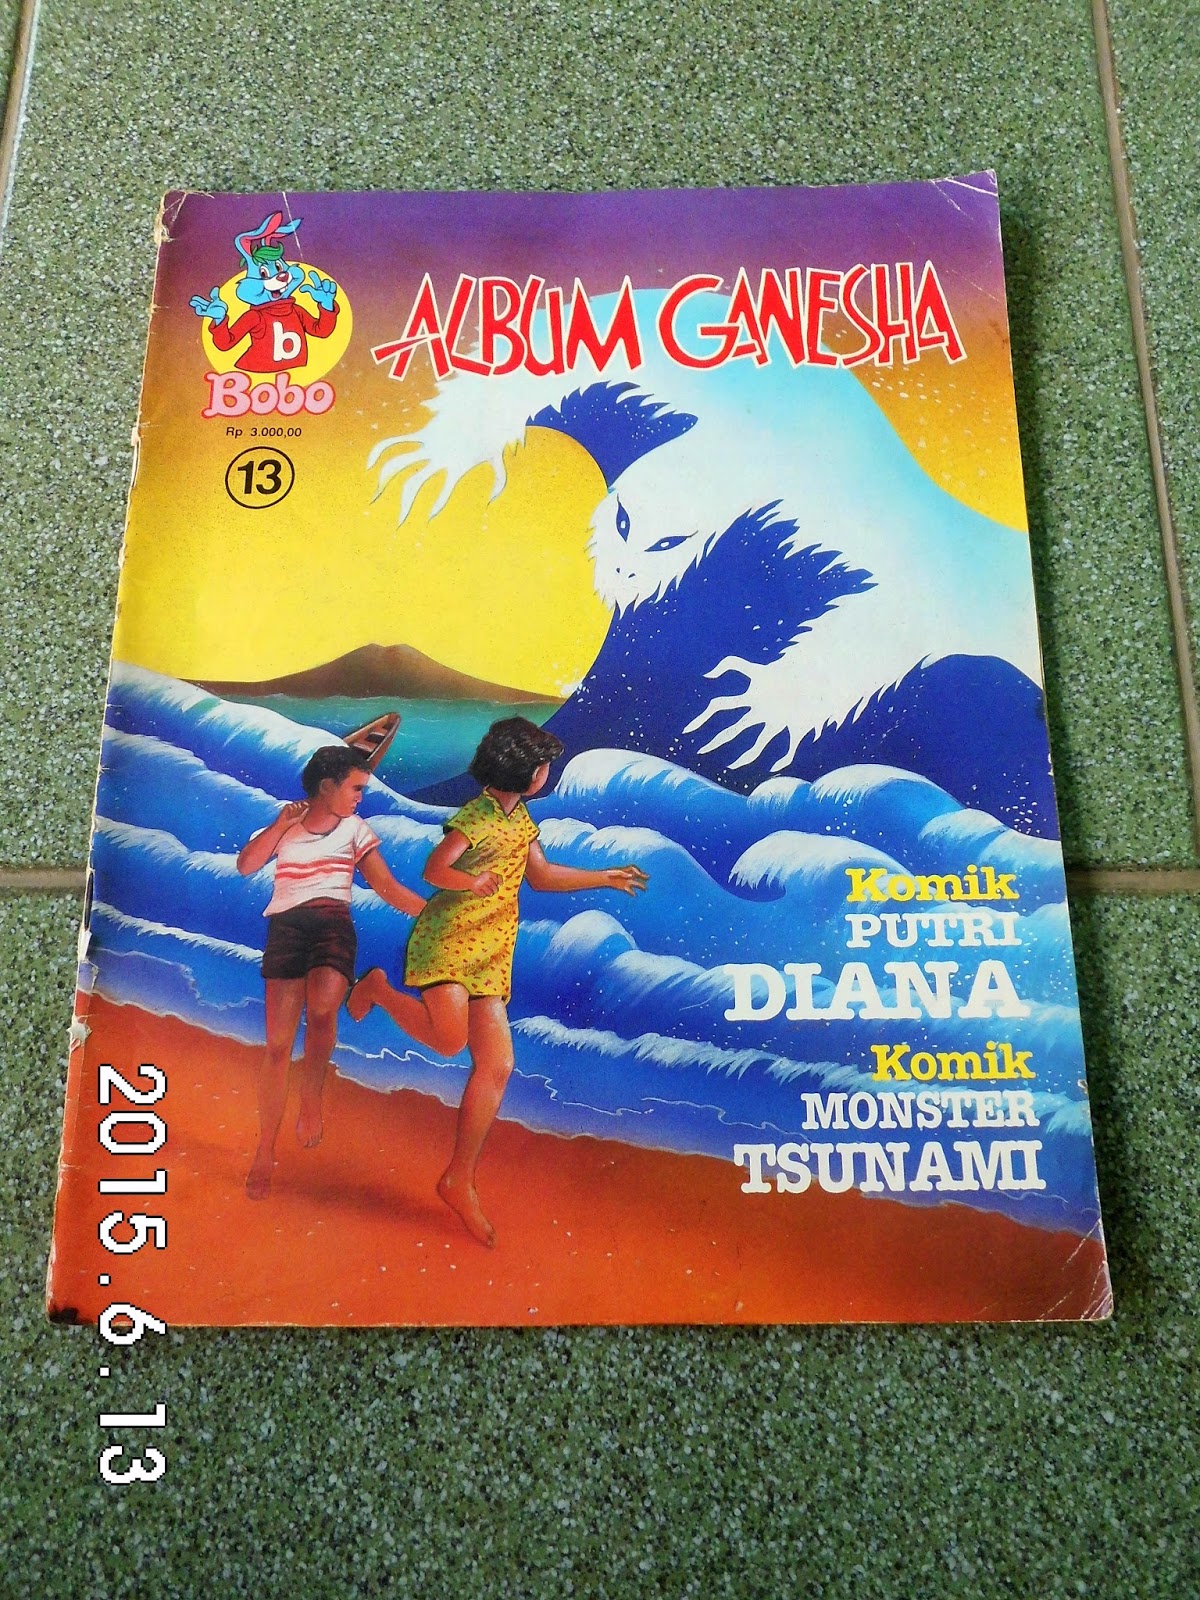 ALBUM GANESHA
b
Bobo
Rp 3.000,00
13
Komik
PUTRI
DIANA
Komik
MONSTER
TSUNAMI
2015.6.13